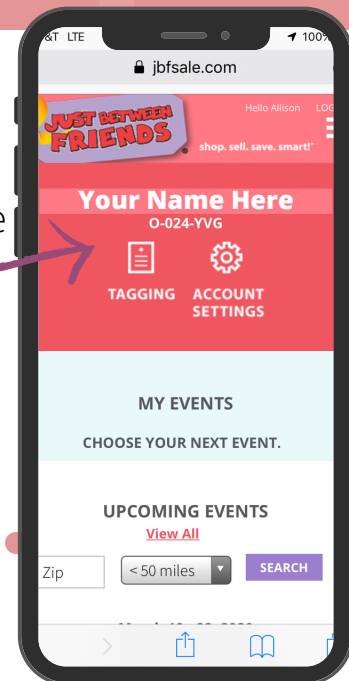 &T LTE 100%
jbfsale.com
Hello Allison LOG
JUST BETWEEN
FRIENDS
shop. sell. save. smart!
Your Name Here
O-024-YVG
TAGGING ACCOUNT
SETTINGS
MY EVENTS
CHOOSE YOUR NEXT EVENT.
UPCOMING EVENTS
View All
Zip < 50 miles SEARCH